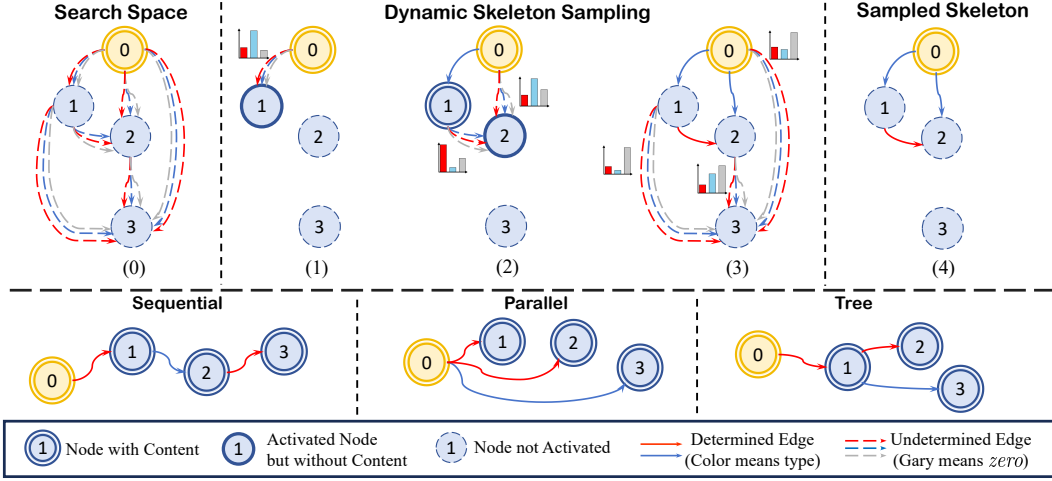 Search Space
Dynamic Skeleton Sampling
Sampled Skeleton
0
1
2
3
(0)
0
1
2
3
(1)
0
1
2
3
(2)
0
1
2
3
(3)
0
1
2
3
(4)
Sequential
0
1
2
3
Parallel
0
1
2
3
Tree
0
1
2
3
1 Node with Content
1 Activated Node
but without Content
1 Node not Activated
Determined Edge
(Color means type)
Undetermined Edge
(Gary means zero)